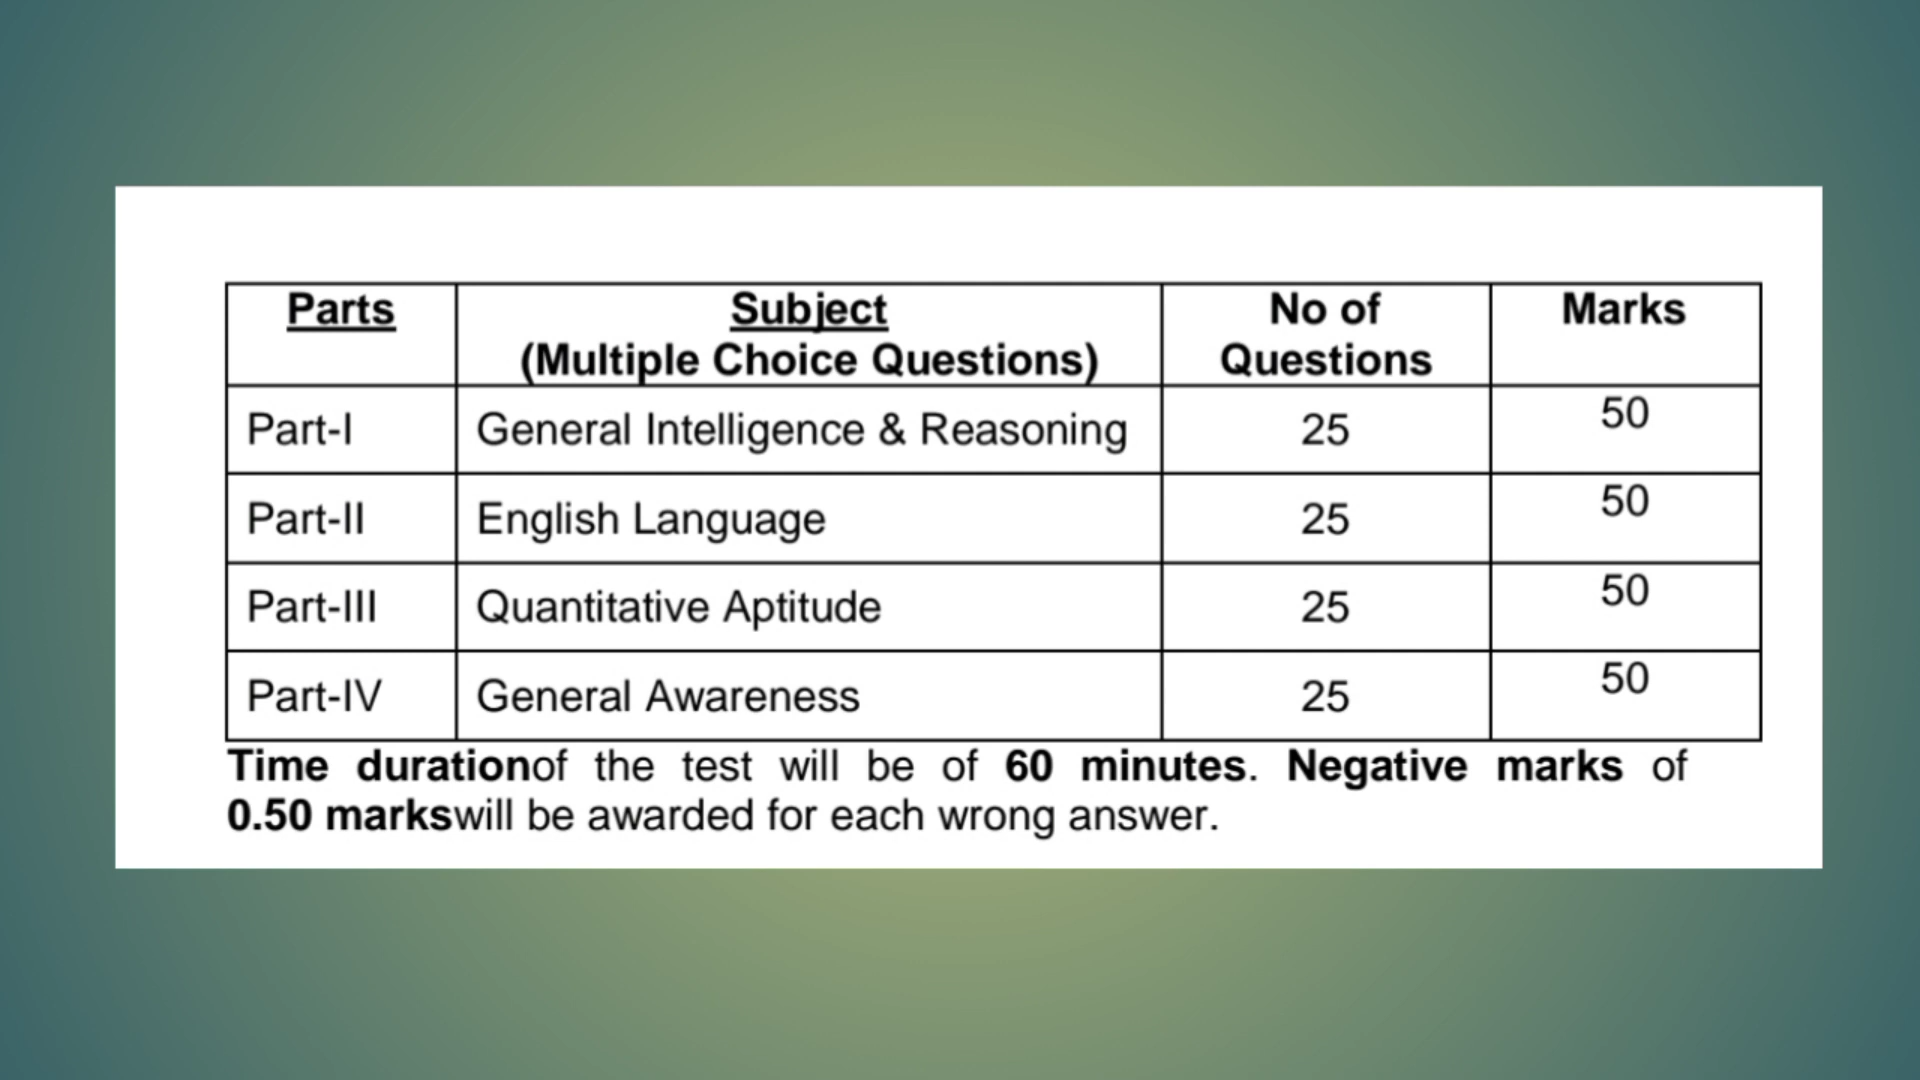 Parts Subject No of Marks
(Multiple Choice Questions) Questions
Part-I General Intelligence & Reasoning 25 50
Part-II English Language 25 50
Part-III Quantitative Aptitude 25 50
Part-IV General Awareness 25 50
Time durationof the test will be of 60 minutes. Negative marks of
0.50 markswill be awarded for each wrong answer.